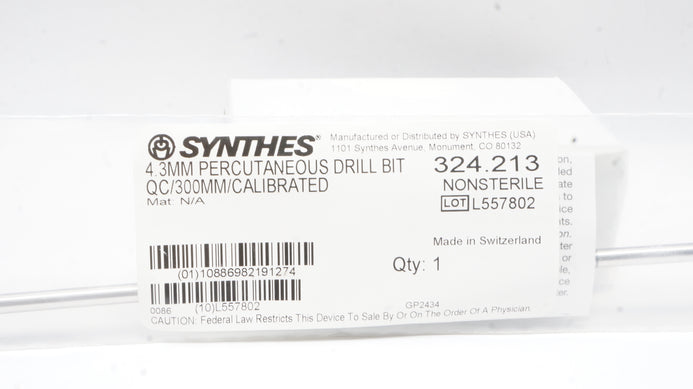 SYNTHES®
Manufactured or Distributed by SYNTHES (USA)
1101 Synthes Avenue, Monument, CO 80132
4.3MM PERCUTANEOUS DRILL BIT
QC/300MM/CALIBRATED
Mat: N/A
324.213
NONSTERILE
LOT L557802
Made in Switzerland
Qty: 1
(01)10886982191274
0086 (10)L557802
GP2434
CAUTION: Federal Law Restricts This Device To Sale By Or On The Order Of A Physician.